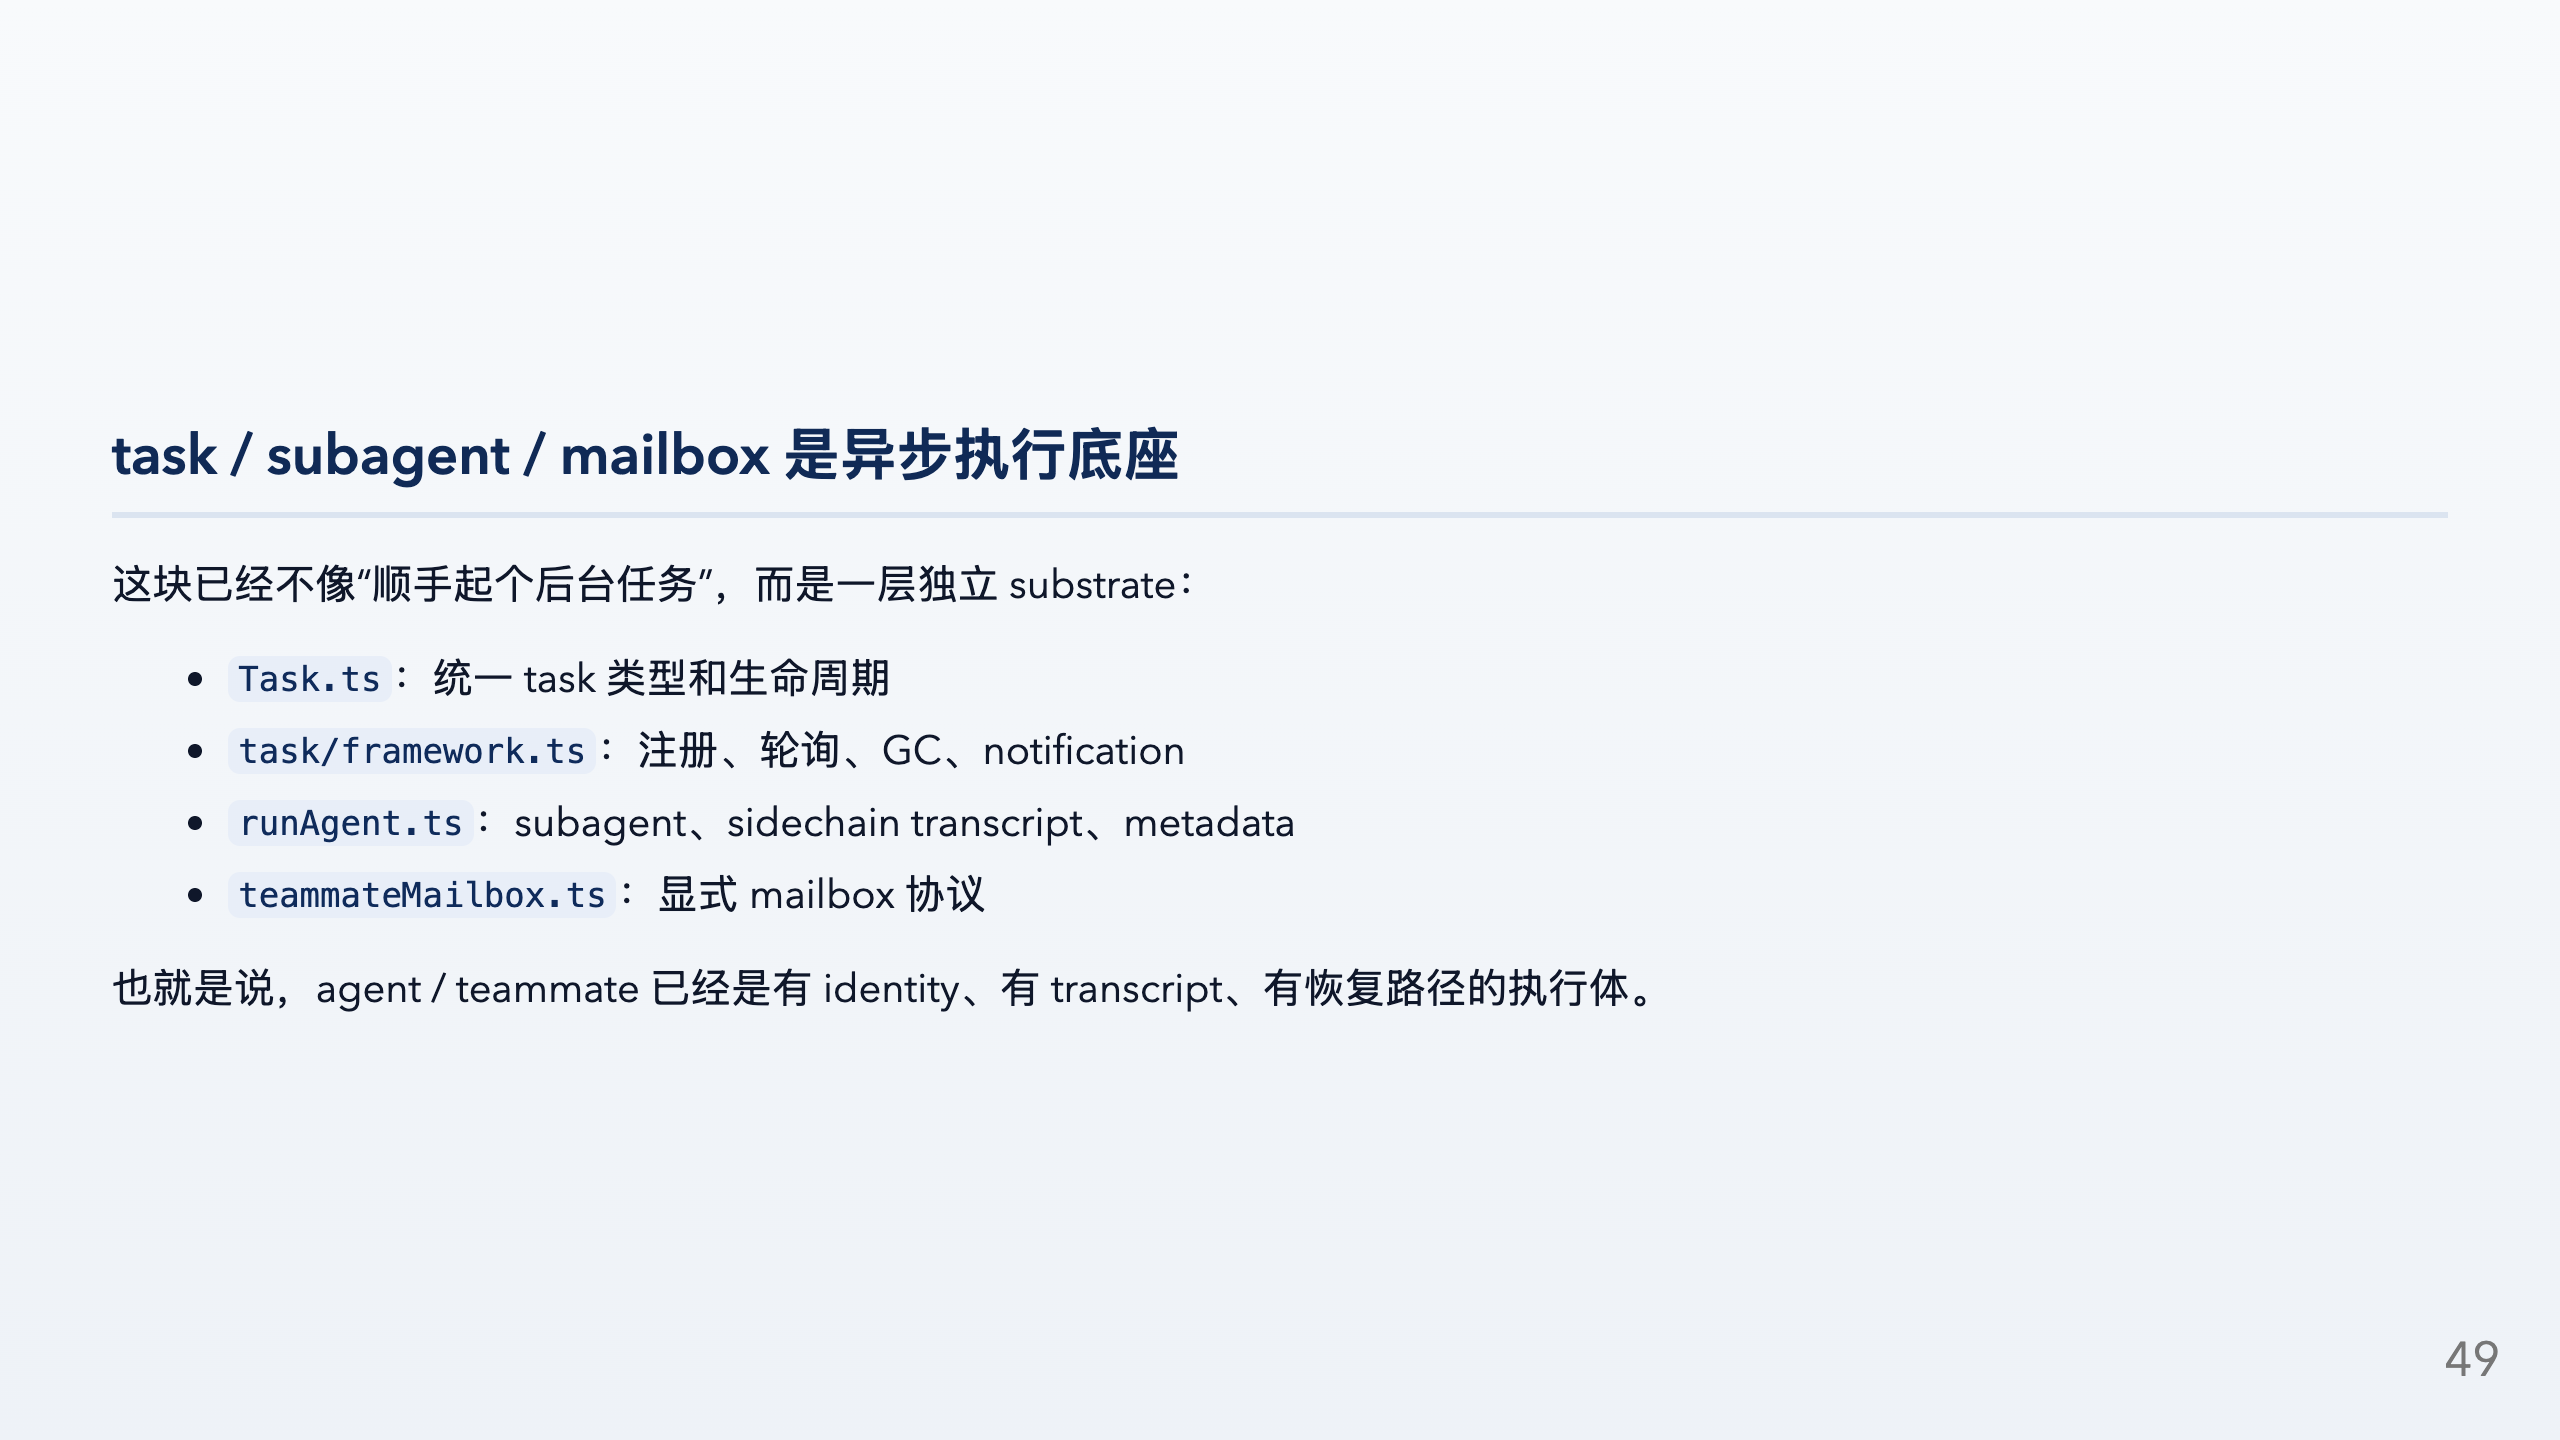 task / subagent / mailbox 是异步执行底座
这块已经不像“顺手起个后台任务”，而是一层独立 substrate：
• Task.ts：统一 task 类型和生命周期
• task/framework.ts：注册、轮询、GC、notification
• runAgent.ts：subagent、sidechain transcript、metadata
• teammateMailbox.ts：显式 mailbox 协议
也就是说，agent / teammate 已经是有 identity、有 transcript、有恢复路径的执行体。
49